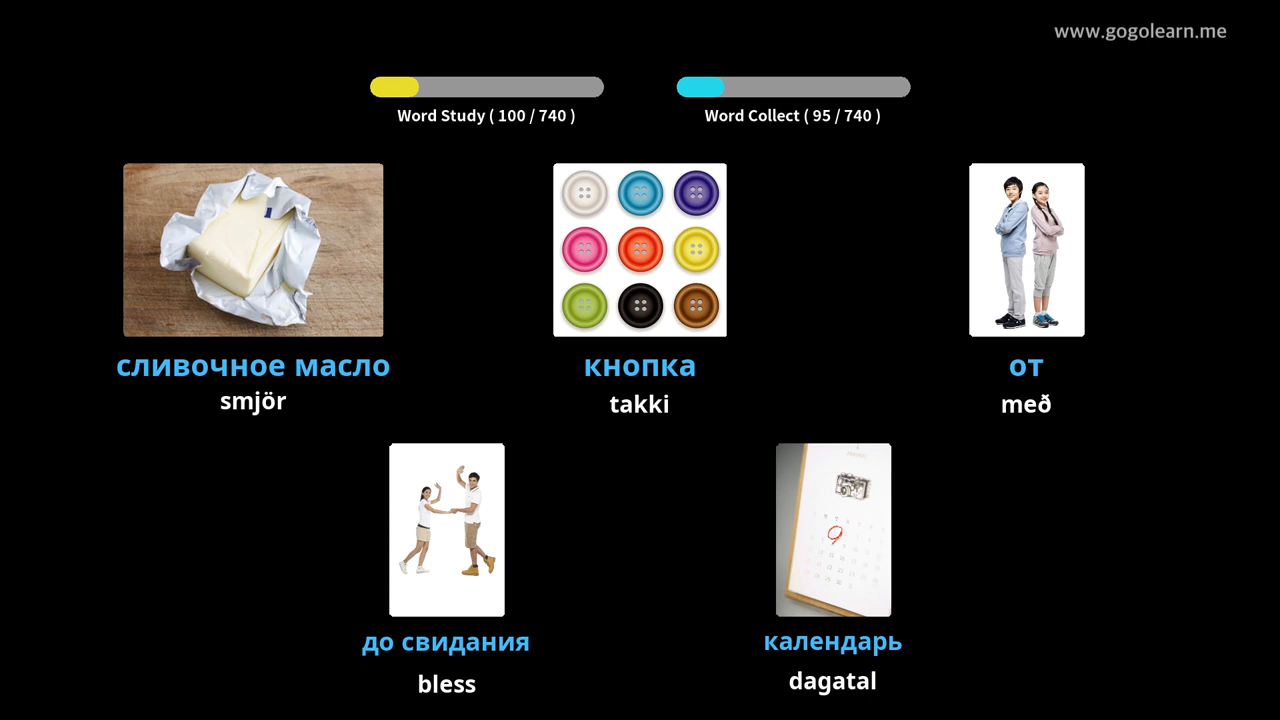 www.gogolearn.me
Word Study ( 100 / 740 )
Word Collect ( 95 / 740 )
сливочное масло
smjör
кнопка
takki
от
með
до свидания
bless
календарь
dagatal